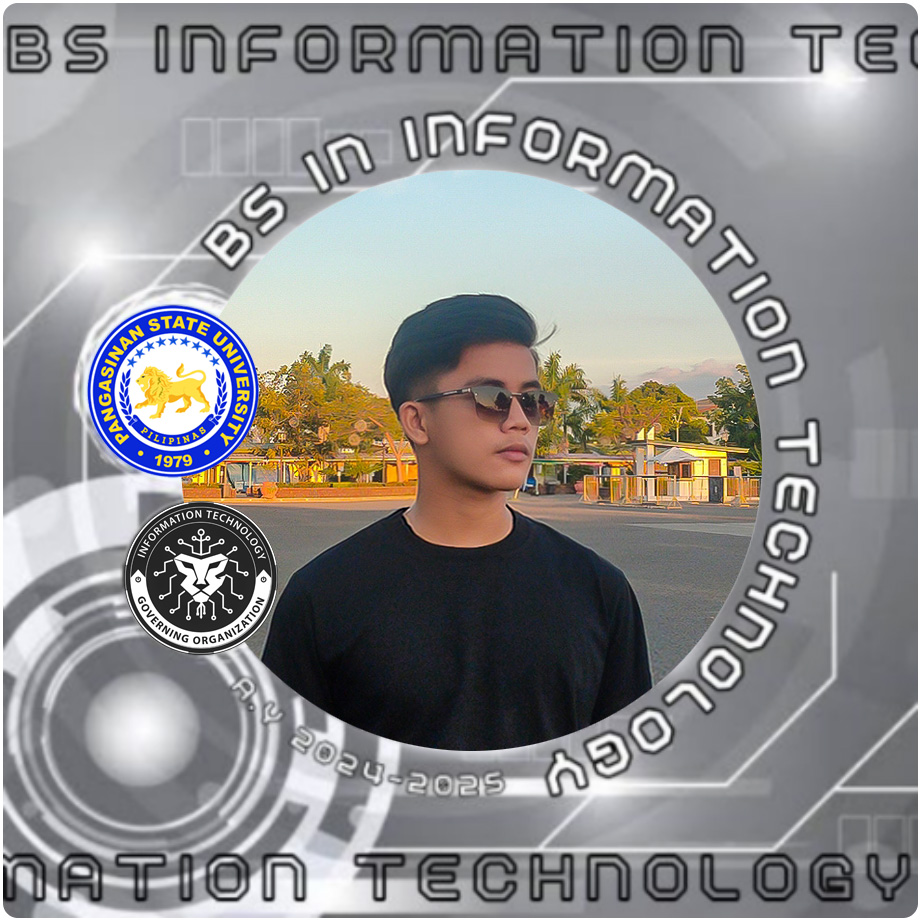 BS INFORMATION TEC
BS IN INFORMATION TECHNOLOGY
PANGASINAN STATE UNIVERSITY
PILIPINAS
1979
INFORMATION TECHNOLOGY
GOVERNING ORGANIZATION
A.Y 2024-2025
MATION TECHNOLOGY